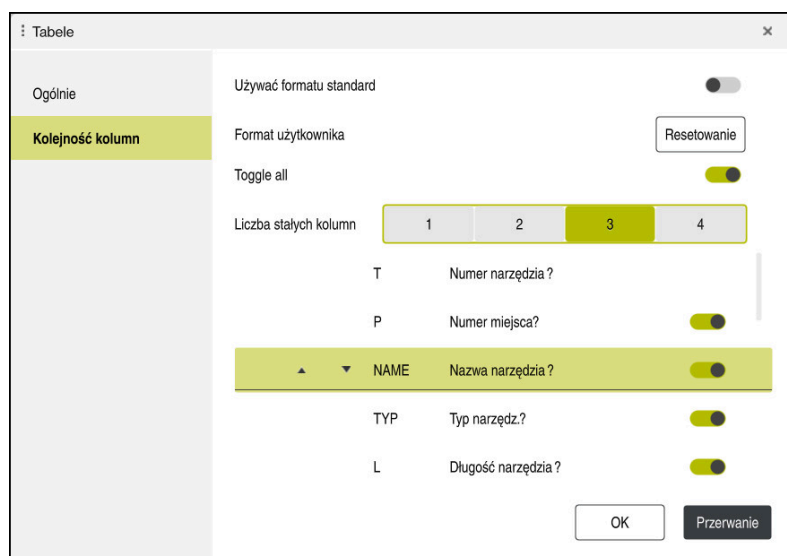 Tabele
Ogólnie
Kolejność kolumn
Używać formatu standard
Format użytkownika Resetowanie
Toggle all
Liczba stałych kolumn 1 2 3 4
T Numer narzędzia ?
P Numer miejsca?
NAME Nazwa narzędzia ?
TYP Typ narzędz.?
L Długość narzędzia ?
OK Przerwanie